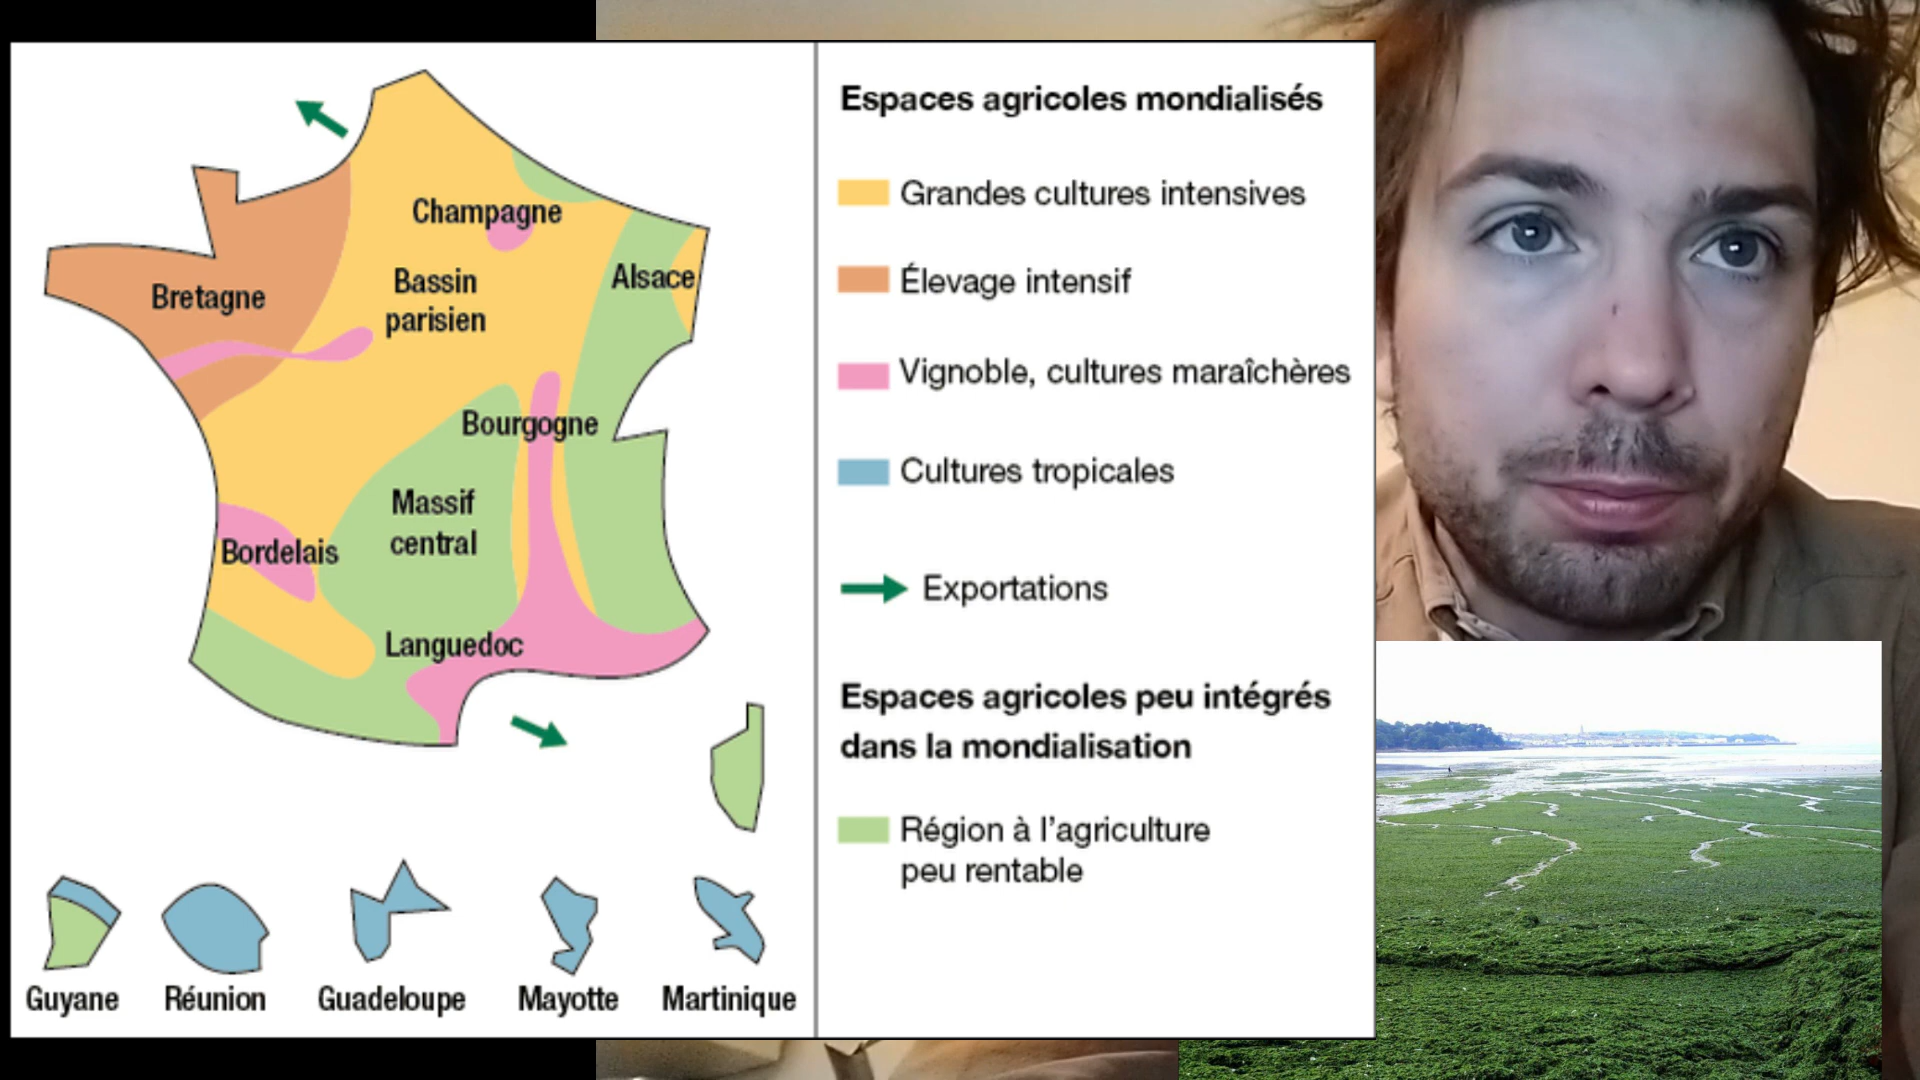 Champagne
Bassin
parisien
Alsace
Bretagne
Bourgogne
Massif
central
Bordelais
Languedoc
Guyane
Réunion
Guadeloupe
Mayotte
Martinique
Espaces agricoles mondialisés
Grandes cultures intensives
Élevage intensif
Vignoble, cultures maraîchères
Cultures tropicales
Exportations
Espaces agricoles peu intégrés
dans la mondialisation
Région à l'agriculture
peu rentable